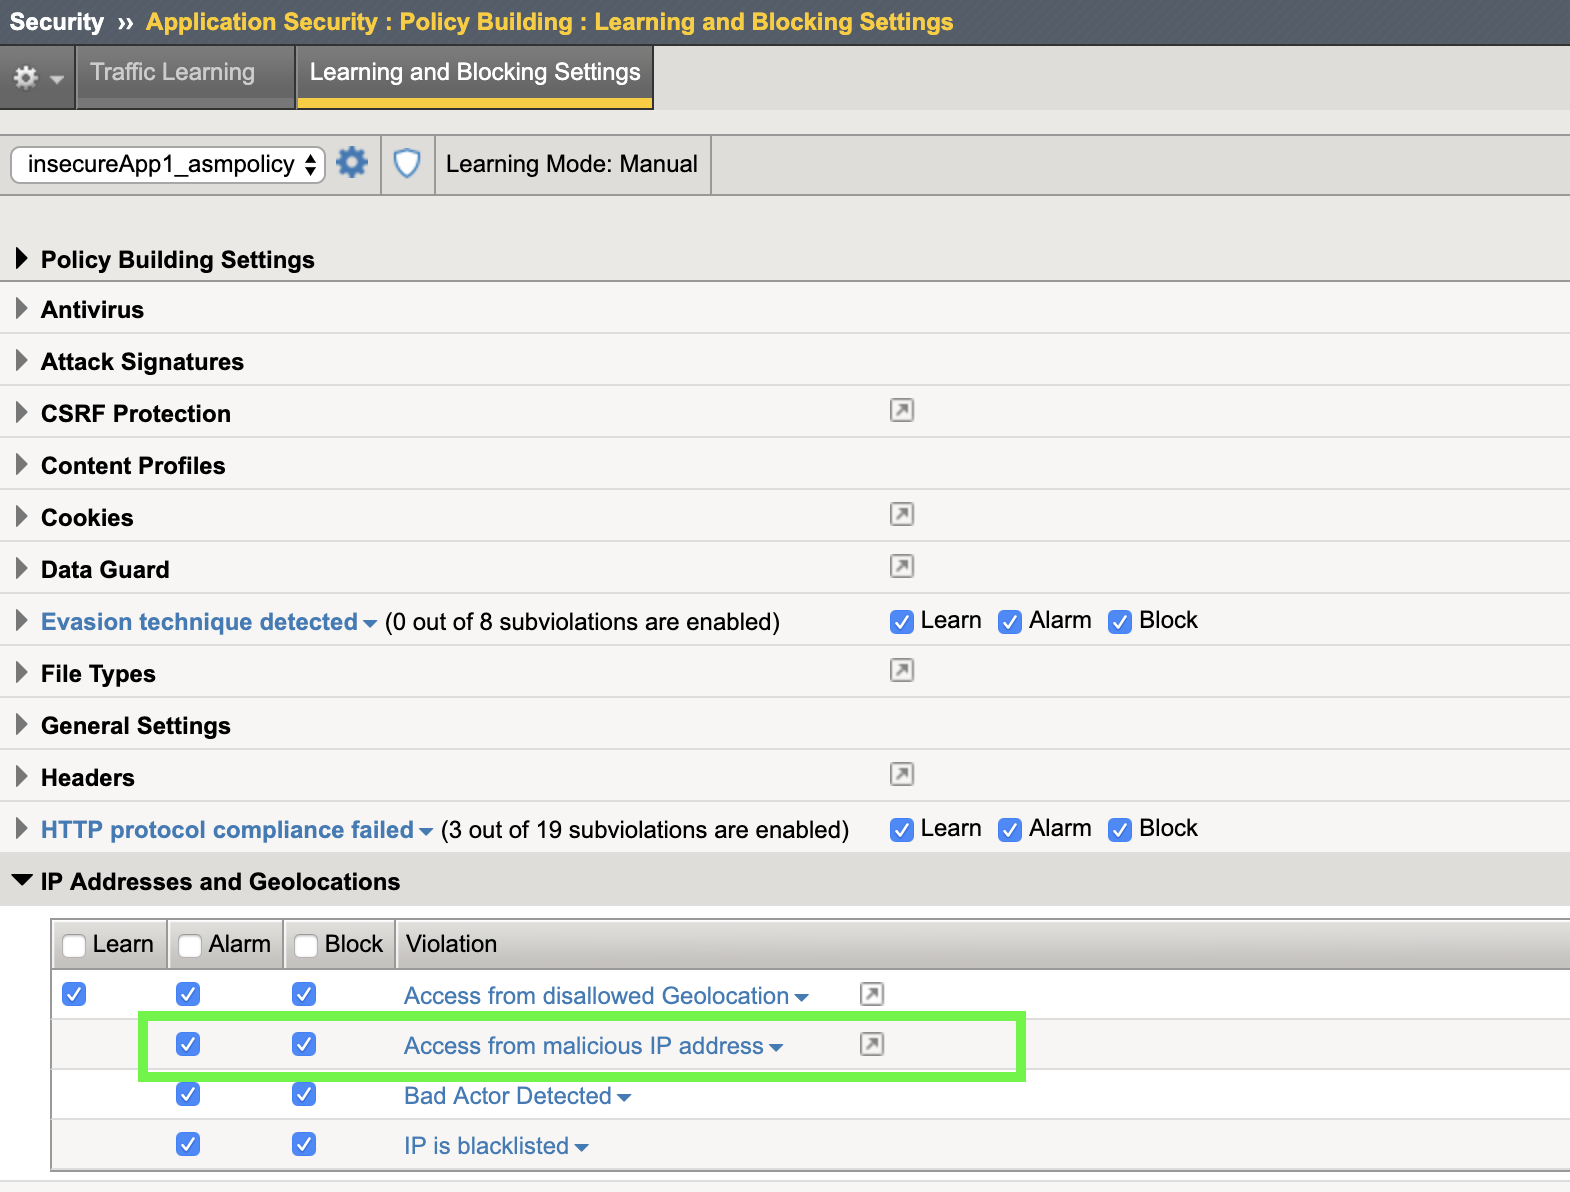 Security ›› Application Security : Policy Building : Learning and Blocking Settings
Traffic Learning Learning and Blocking Settings
insecureApp1_asmpolicy Learning Mode: Manual
Policy Building Settings
Antivirus
Attack Signatures
CSRF Protection
Content Profiles
Cookies
Data Guard
Evasion technique detected (0 out of 8 subviolations are enabled) Learn Alarm Block
File Types
General Settings
Headers
HTTP protocol compliance failed (3 out of 19 subviolations are enabled) Learn Alarm Block
IP Addresses and Geolocations
Learn Alarm Block Violation
Access from disallowed Geolocation
Access from malicious IP address
Bad Actor Detected
IP is blacklisted